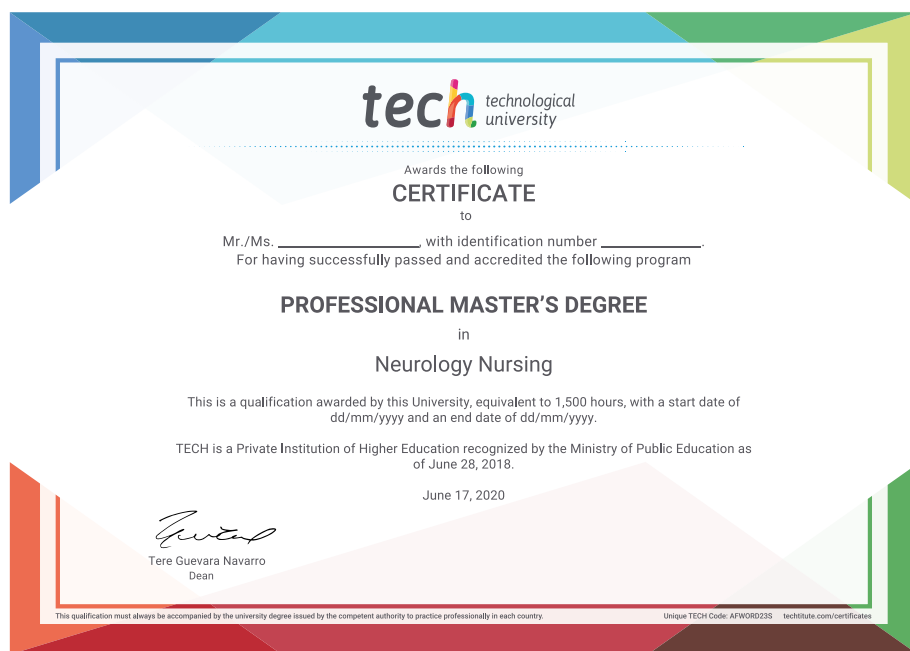 tech technological
university
Awards the following
CERTIFICATE
to
Mr./Ms. ____________________, with identification number ______________.
For having successfully passed and accredited the following program
PROFESSIONAL MASTER'S DEGREE
in
Neurology Nursing
This is a qualification awarded by this University, equivalent to 1,500 hours, with a start date of
dd/mm/yyyy and an end date of dd/mm/yyyy.
TECH is a Private Institution of Higher Education recognized by the Ministry of Public Education as
of June 28, 2018.
June 17, 2020
Tere Guevara Navarro
Dean
This qualification must always be accompanied by the university degree issued by the competent authority to practice professionally in each country.
Unique TECH Code: AFWORD23S techtitute.com/certificates